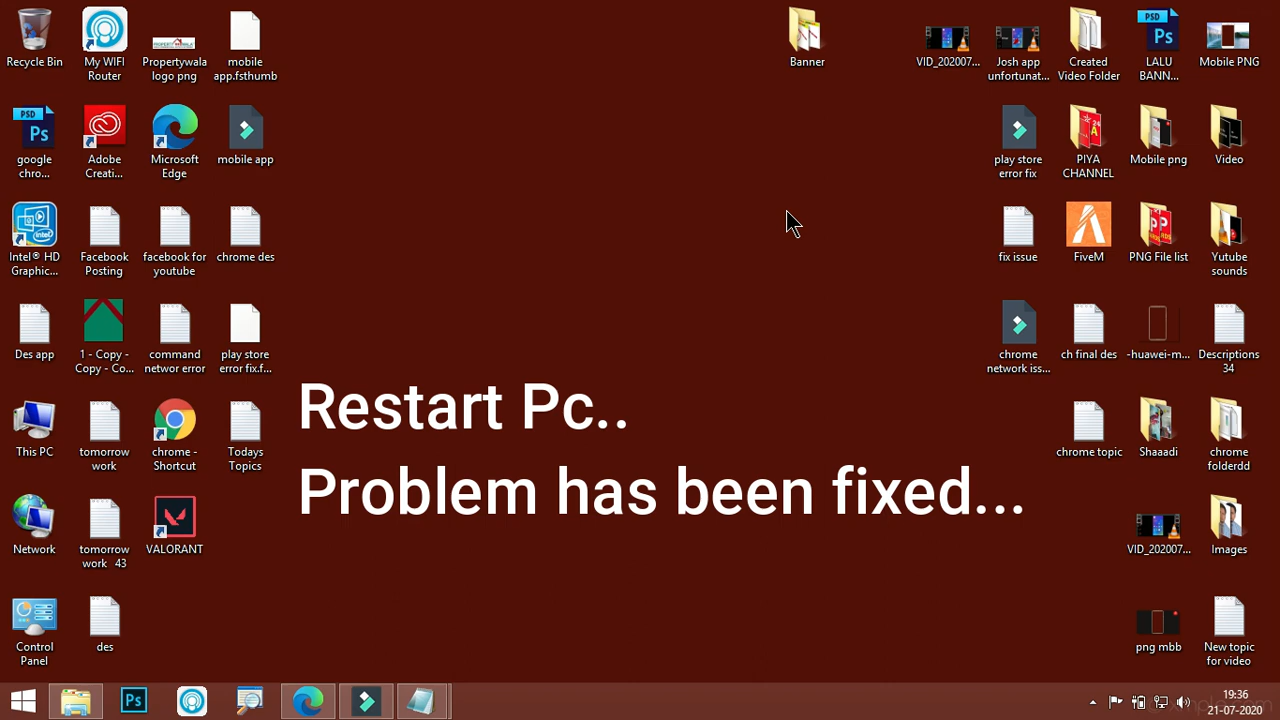 Recycle Bin
My WIFI
Router
Propertywala
logo png
mobile
app.fsthumb
Banner
VID_202007...
Josh app
unfortunat...
Created
Video Folder
LALU
BANN...
Mobile PNG
google
chro...
Adobe
Creati...
Microsoft
Edge
mobile app
play store
error fix
PIYA
CHANNEL
Mobile png
Video
Intel® HD
Graphic...
Facebook
Posting
facebook for
youtube
chrome des
fix issue
FiveM
PNG File list
Yutube
sounds
Des app
1 - Copy -
Copy - Co...
command
networ error
play store
error fix.f...
chrome
network iss...
ch final des
-huawei-m...
Descriptions
34
Restart Pc..
This PC
tomorrow
work
chrome -
Shortcut
Todays
Topics
chrome topic
Shaaadi
chrome
folderdd
Problem has been fixed...
Network
tomorrow
work 43
VALORANT
VID_202007...
Images
Control
Panel
des
png mbb
New topic
for video
19:36
21-07-2020